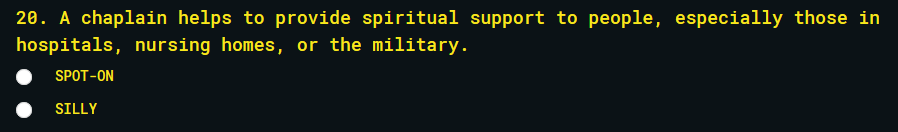 20. A chaplain helps to provide spiritual support to people, especially those in
hospitals, nursing homes, or the military.
SPOT-ON
SILLY